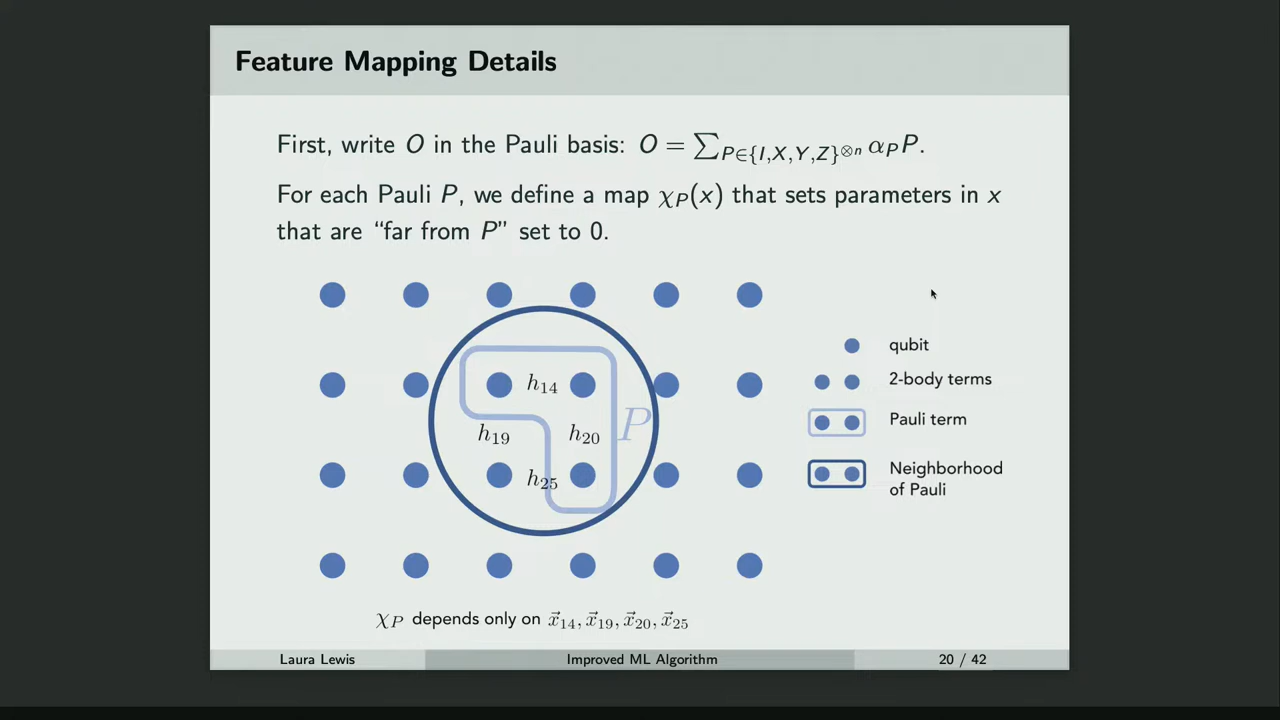 Feature Mapping Details
First, write O in the Pauli basis: O = ∑_{P∈{I,X,Y,Z}^{⊗n}} α_P P.
For each Pauli P, we define a map χ_P(x) that sets parameters in x
that are “far from P” set to 0.
h₁₄
h₁₉
h₂₀
P
h₂₅
qubit
2-body terms
Pauli term
Neighborhood
of Pauli
χ_P depends only on x⃗₁₄, x⃗₁₉, x⃗₂₀, x⃗₂₅
Laura Lewis
Improved ML Algorithm
20 / 42